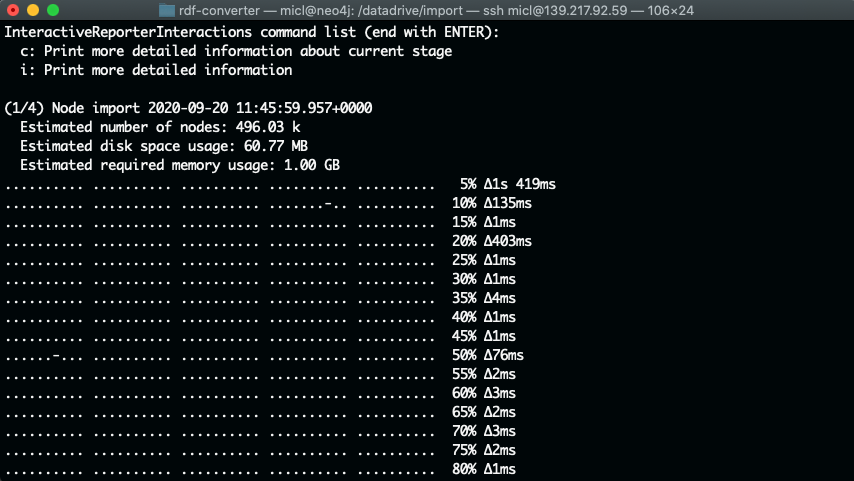 rdf-converter — micl@neo4j: /datadrive/import — ssh micl@139.217.92.59 — 106×24
InteractiveReporterInteractions command list (end with ENTER):
c: Print more detailed information about current stage
i: Print more detailed information
(1/4) Node import 2020-09-20 11:45:59.957+0000
Estimated number of nodes: 496.03 k
Estimated disk space usage: 60.77 MB
Estimated required memory usage: 1.00 GB
.......... .......... .......... .......... .......... 5% ∆1s 419ms
.......... .......... .......... .......-.. .......... 10% ∆135ms
.......... .......... .......... .......... .......... 15% ∆1ms
.......... .......... .......... .......... .......... 20% ∆403ms
.......... .......... .......... .......... .......... 25% ∆1ms
.......... .......... .......... .......... .......... 30% ∆1ms
.......... .......... .......... .......... .......... 35% ∆4ms
.......... .......... .......... .......... .......... 40% ∆1ms
.......... .......... .......... .......... .......... 45% ∆1ms
......-... .......... .......... .......... .......... 50% ∆76ms
.......... .......... .......... .......... .......... 55% ∆2ms
.......... .......... .......... .......... .......... 60% ∆3ms
.......... .......... .......... .......... .......... 65% ∆2ms
.......... .......... .......... .......... .......... 70% ∆3ms
.......... .......... .......... .......... .......... 75% ∆2ms
.......... .......... .......... .......... .......... 80% ∆1ms